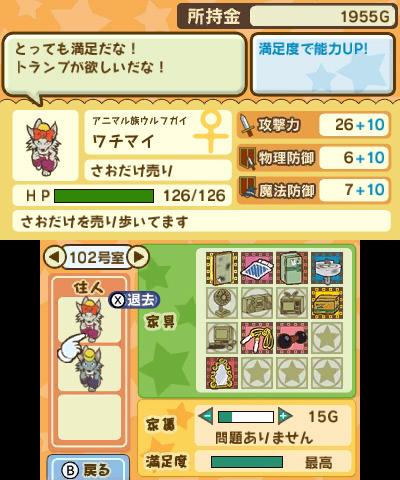 所持金 1955G
とっても満足だな！
トランプが欲しいだな！
満足度で能力UP!
アニマル族ウルフガイ
ワチマイ
さおだけ売り
HP 126/126
攻撃力 26+10
物理防御 6+10
魔法防御 7+10
さおだけを売り歩いてます
102号室
住人
X退去
家具
家賃 15G
問題ありません
満足度 最高
B戻る